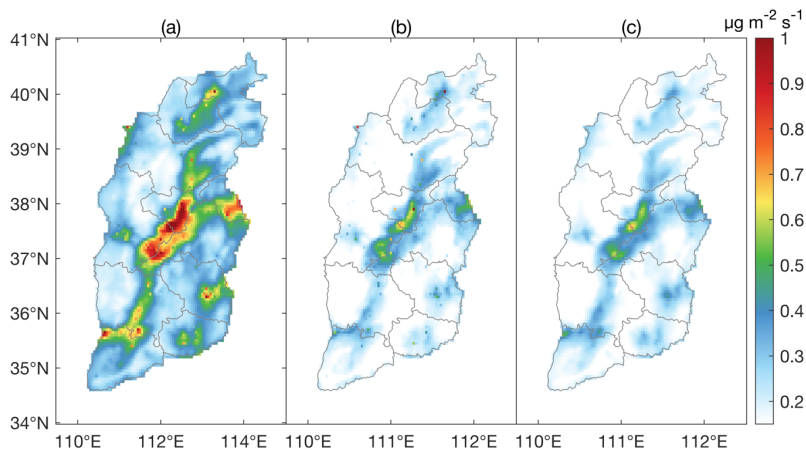 (a) (b) (c) µg m⁻² s⁻¹
41°N 1
40°N 0.9
39°N 0.8
38°N 0.7
37°N 0.6
36°N 0.5
35°N 0.4
34°N 0.3
0.2
110°E 112°E 114°E 110°E 111°E 112°E 110°E 111°E 112°E